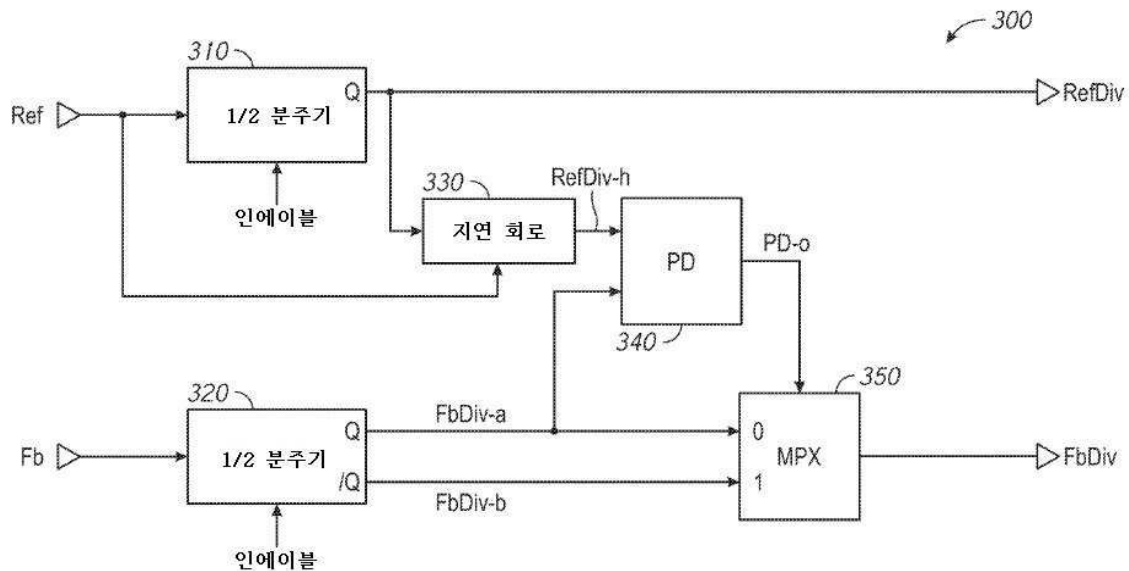 300
310
Ref
1/2 분주기
Q
RefDiv
인에이블
330
지연 회로
RefDiv-h
PD
PD-o
340
320
Fb
1/2 분주기
Q
/Q
FbDiv-a
FbDiv-b
인에이블
350
0
MPX
1
FbDiv